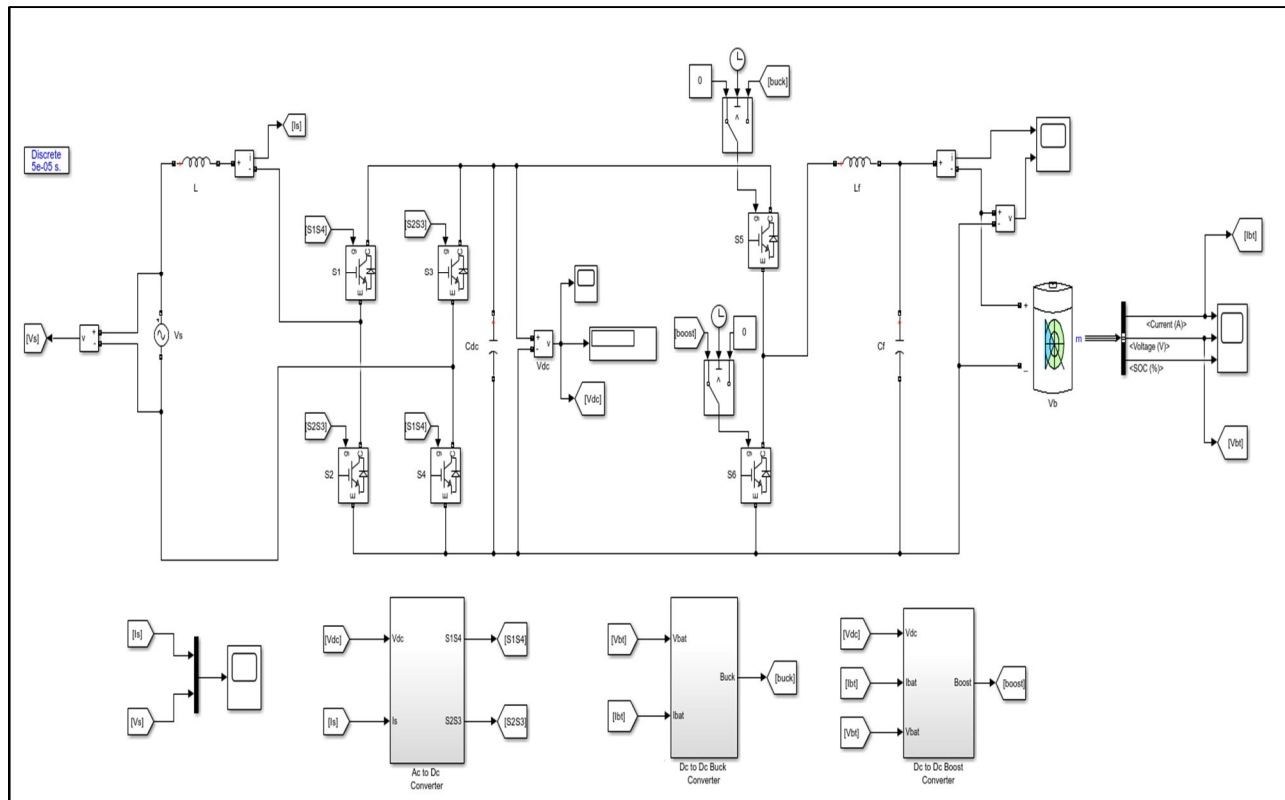 0
[buck]
[Is]
Discrete
5e-05 s.
+
i
-
L
Lf
+
i
-
[S1S4]
[S2S3]
g
C
S5
E
+
v
-
[Ibt]
g
C
S1
E
g
C
S3
E
[Vs]
v
+
-
Vs
Cdc
+
v
-
Vdc
[boost]
0
Cf
+
m
<Current (A)>
<Voltage (V)>
<SOC (%)>
_
Vb
[Vdc]
[S2S3]
[S1S4]
[Vbt]
g
C
S2
E
g
C
S4
E
g
C
S6
E
[Is]
[Vs]
[Vdc]
Vdc
S1S4
[S1S4]
[Is]
Is
S2S3
[S2S3]
Ac to Dc
Converter
[Vbt]
Vbat
Buck
[buck]
[Ibt]
Ibat
Dc to Dc Buck
Converter
[Vdc]
Vdc
[Ibt]
Ibat
Boost
[boost]
[Vbt]
Vbat
Dc to Dc Boost
Converter